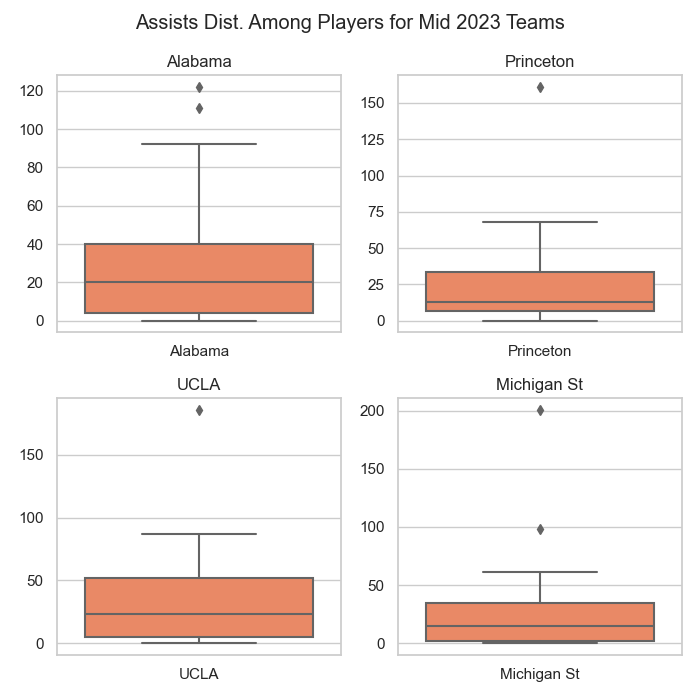 Assists Dist. Among Players for Mid 2023 Teams
Alabama
120
100
80
60
40
20
0
Alabama
Princeton
150
125
100
75
50
25
0
Princeton
UCLA
150
100
50
0
UCLA
Michigan St
200
150
100
50
0
Michigan St